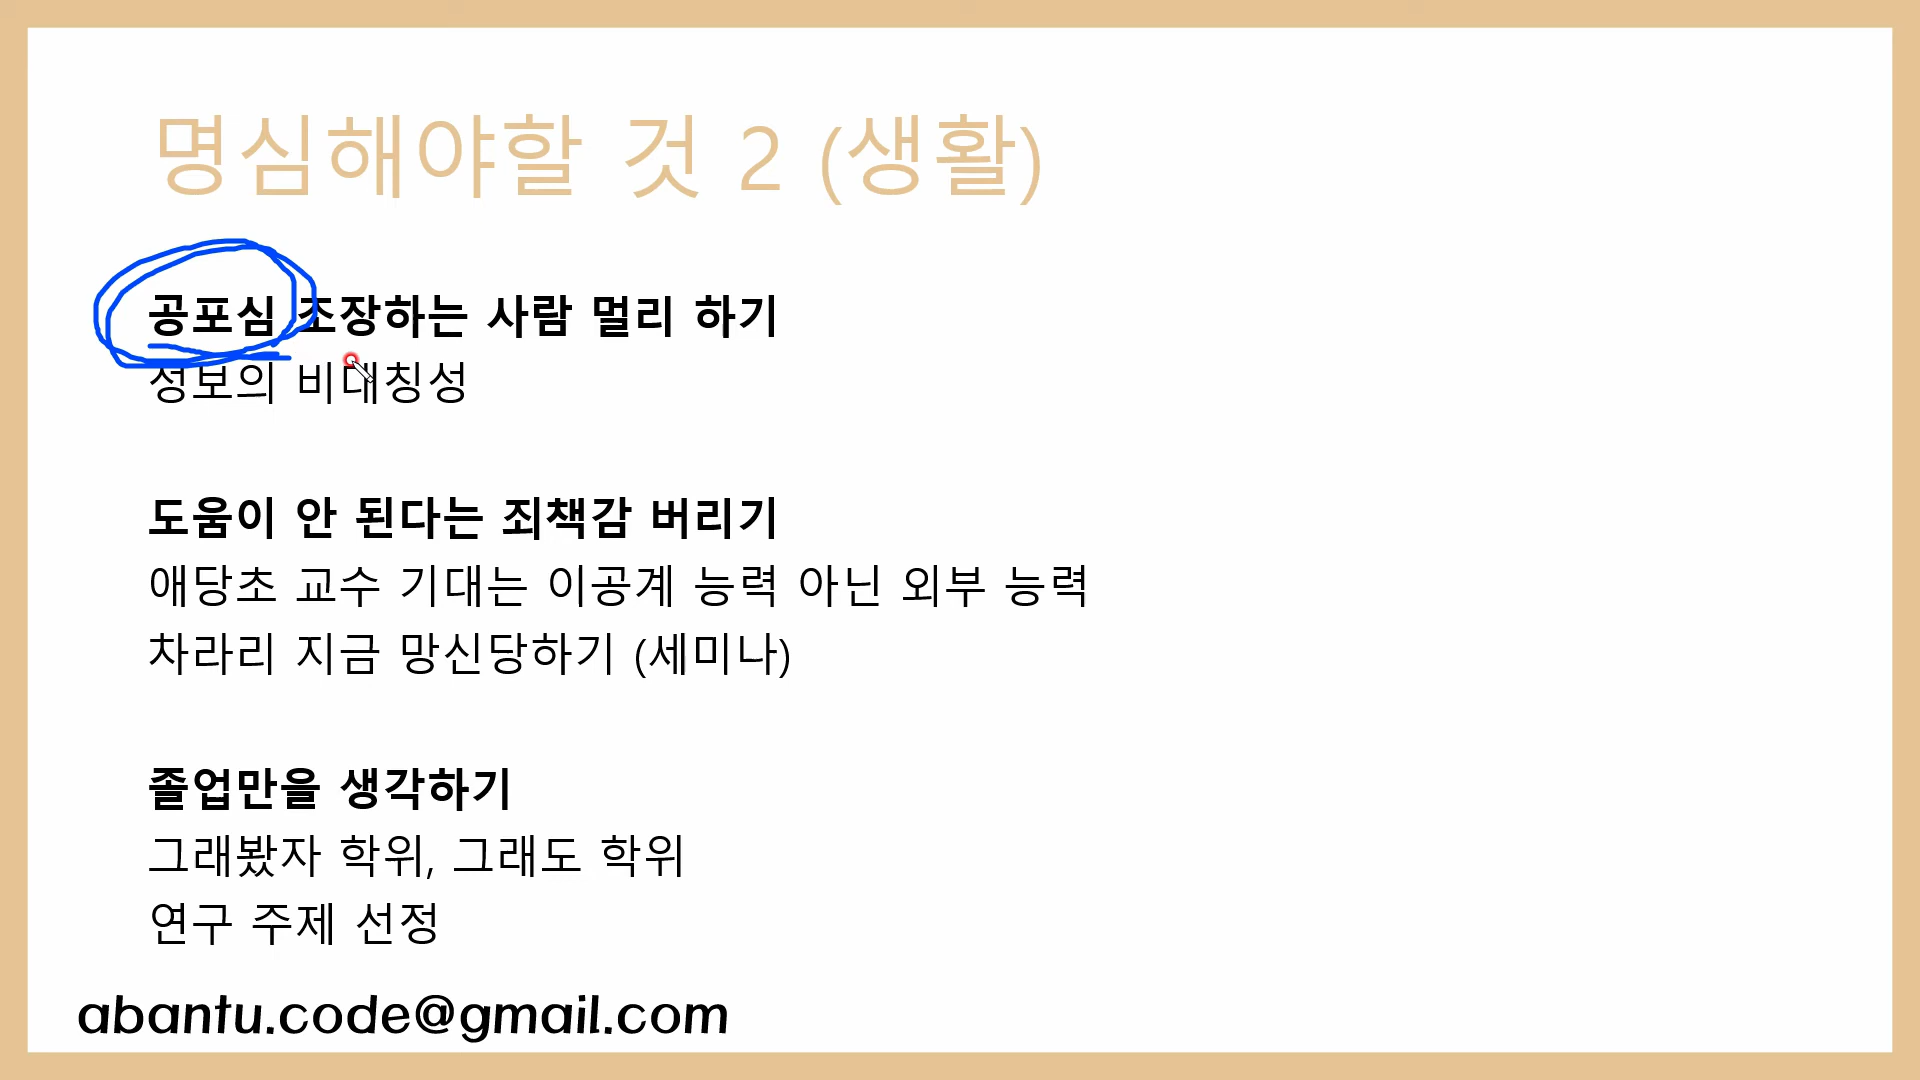 명심해야할 것 2 (생활)
공포심 조장하는 사람 멀리 하기
정보의 비대칭성
도움이 안 된다는 죄책감 버리기
애당초 교수 기대는 이공계 능력 아닌 외부 능력
차라리 지금 망신당하기 (세미나)
졸업만을 생각하기
그래봤자 학위, 그래도 학위
연구 주제 선정
abantu.code@gmail.com